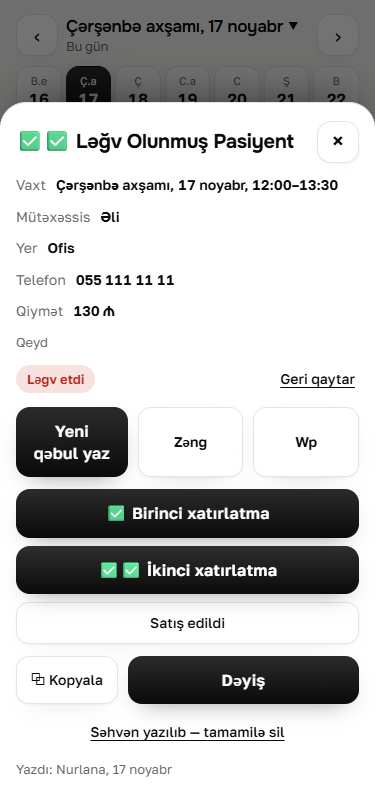 ‹ Çərşənbə axşamı, 17 noyabr ▼ ›
Bu gün
B.e Ç.a Ç C.a C Ş B
16 17 18 19 20 21 22
✅ ✅ Ləğv Olunmuş Pasiyent ×
Vaxt Çərşənbə axşamı, 17 noyabr, 12:00–13:30
Mütəxəssis Əli
Yer Ofis
Telefon 055 111 11 11
Qiymət 130 ₼
Qeyd
Ləgv etdi Geri qaytar
Yeni
qəbul yaz
Zəng Wp
✅ Birinci xatırlatma
✅ ✅ İkinci xatırlatma
Satış edildi
Kopyala Dəyiş
Səhvən yazılıb — tamamilə sil
Yazdı: Nurlana, 17 noyabr